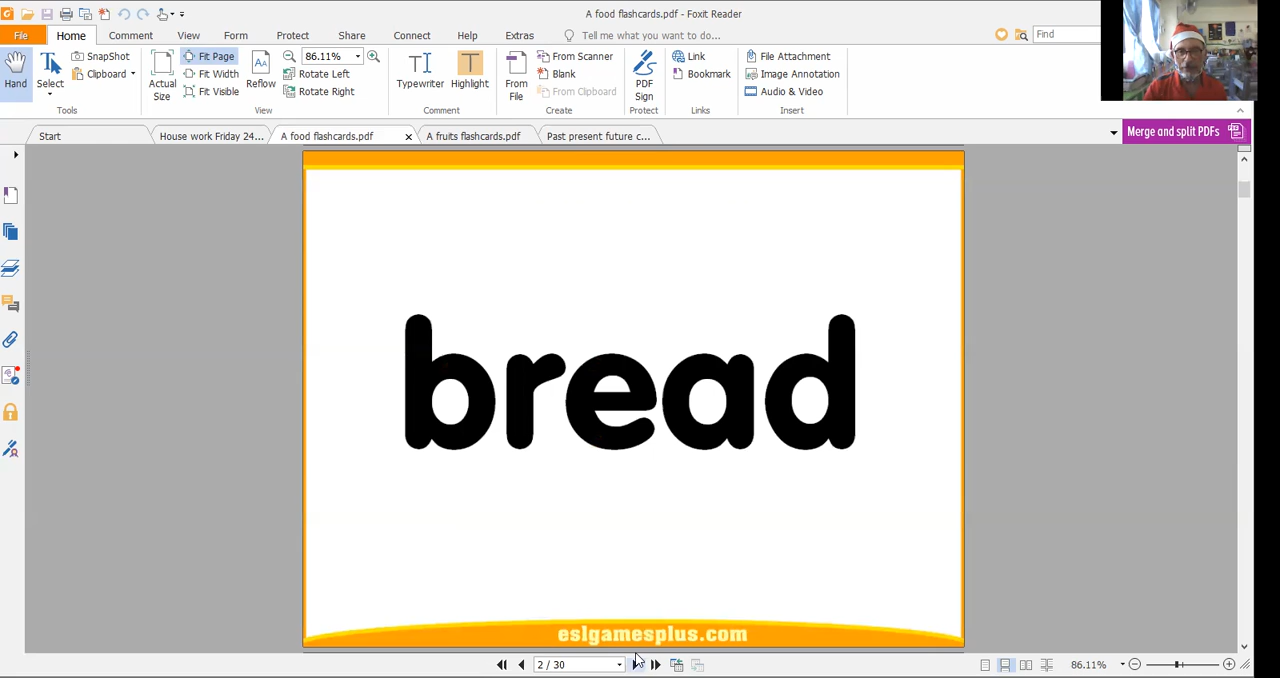 A food flashcards.pdf - Foxit Reader
File Home Comment View Form Protect Share Connect Help Extras Tell me what you want to do... Find
Hand
Select
SnapShot
Clipboard
Tools
Actual Size
Fit Page
Fit Width
Fit Visible
Reflow
86.11%
Rotate Left
Rotate Right
View
Typewriter
Highlight
Comment
From File
From Scanner
Blank
From Clipboard
Create
PDF Sign
Protect
Link
Bookmark
Links
File Attachment
Image Annotation
Audio & Video
Insert
Start House work Friday 24... A food flashcards.pdf A fruits flashcards.pdf Past present future c... Merge and split PDFs
bread
eslgamesplus.com
2 / 30 86.11%